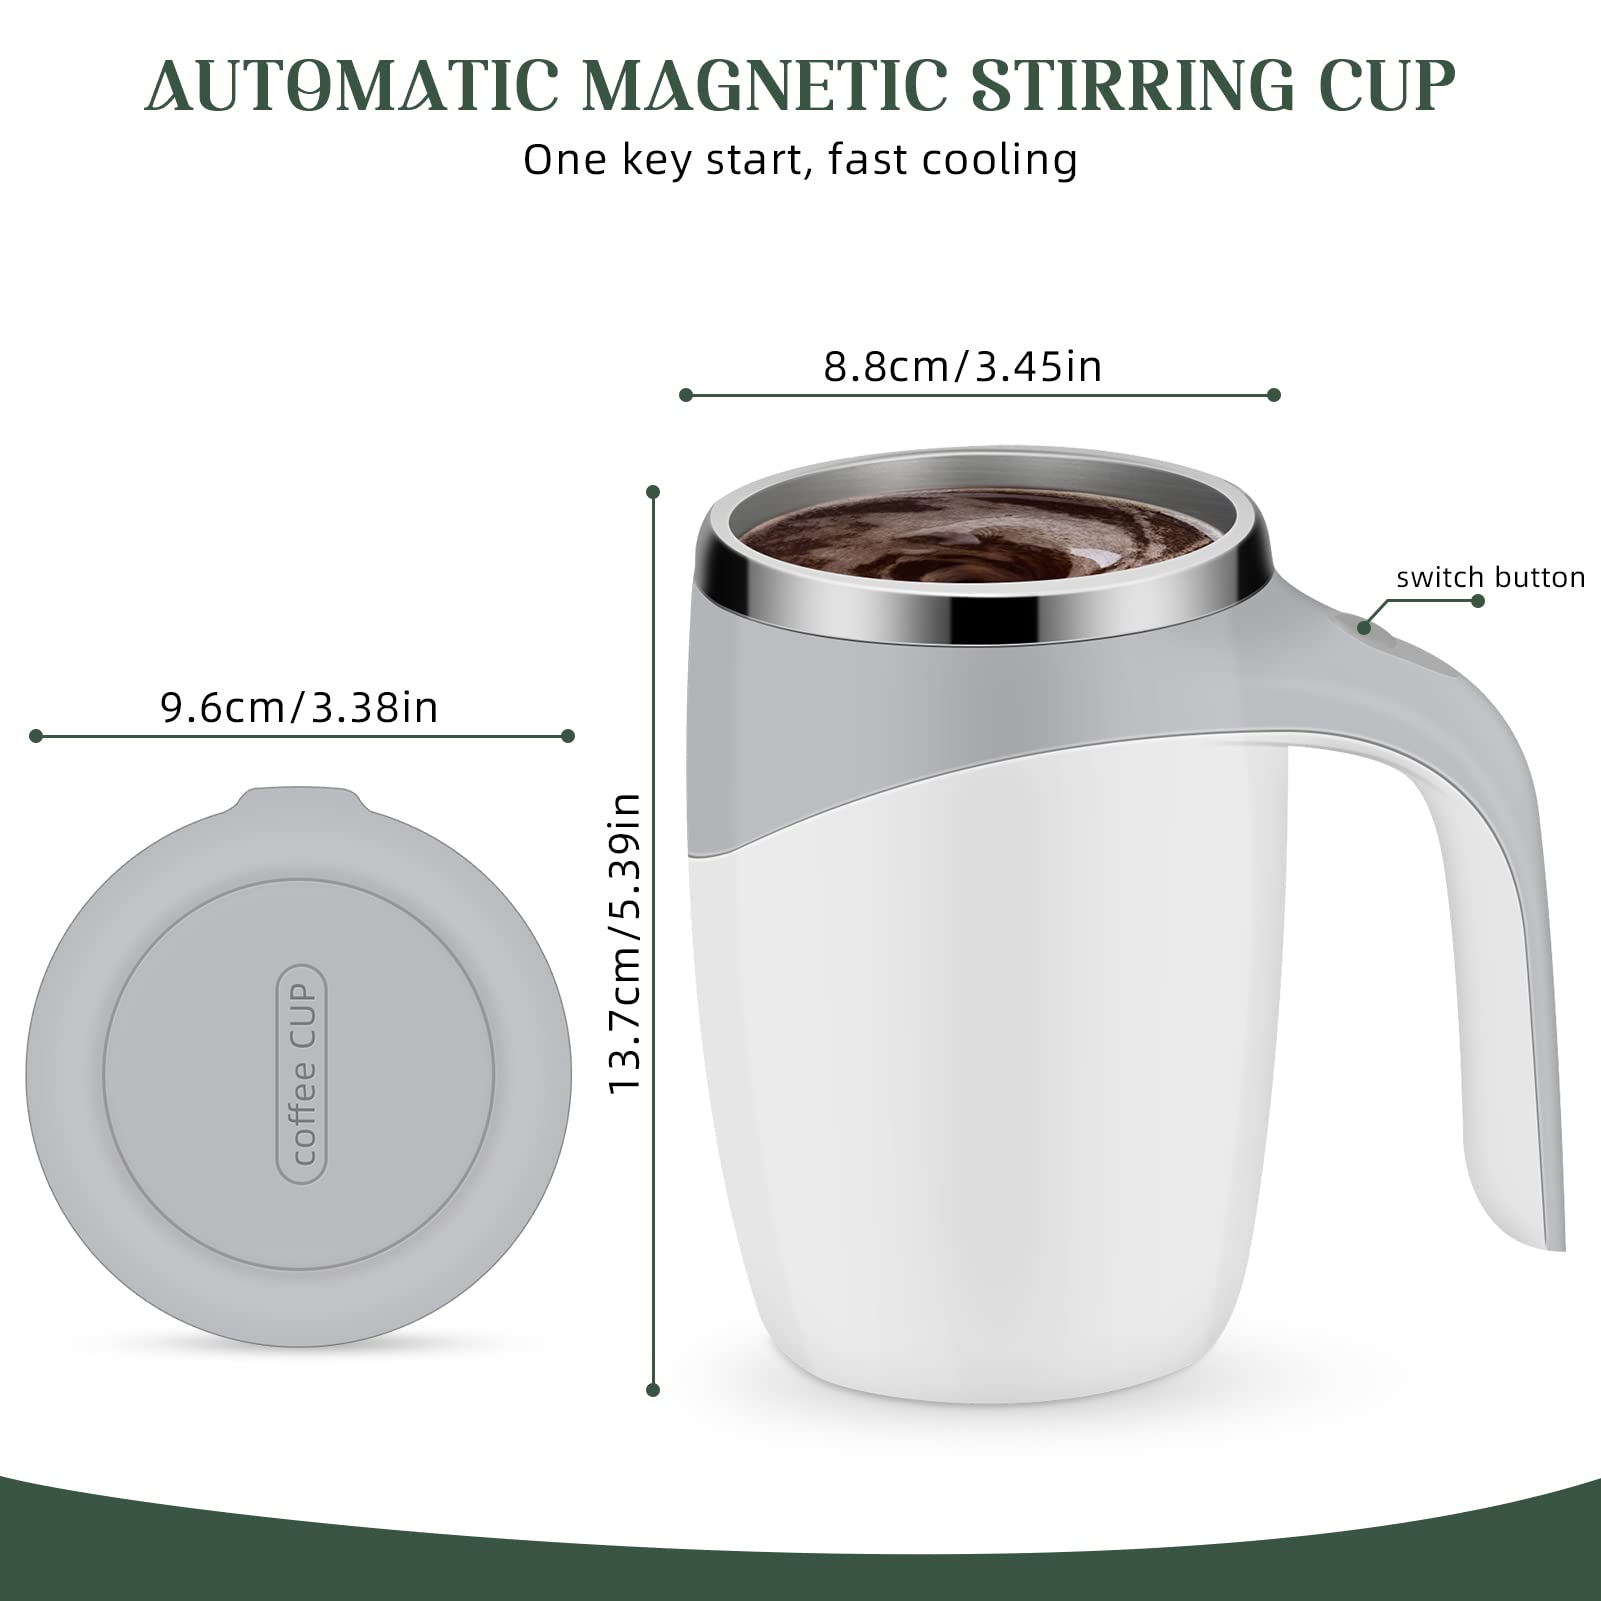 AUTOMATIC MAGNETIC STIRRING CUP
One key start, fast cooling
8.8cm/3.45in
switch button
9.6cm/3.38in
13.7cm/5.39in
coffee CUP